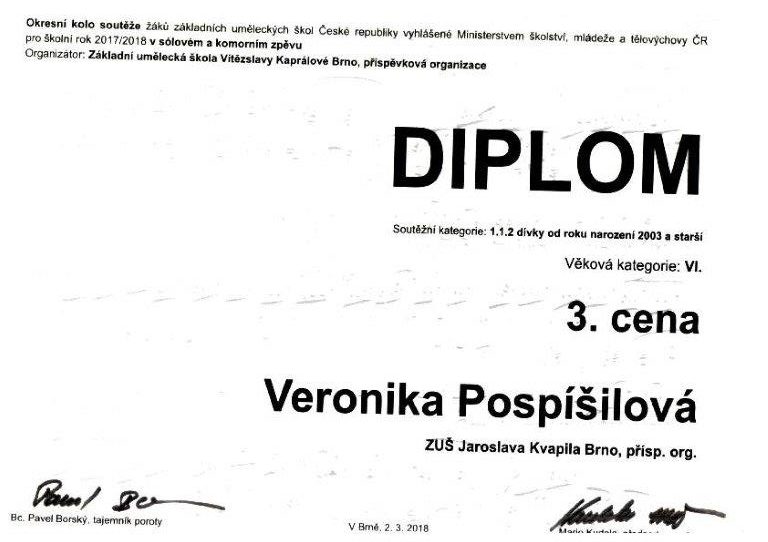 Okresní kolo soutěže žáků základních uměleckých škol České republiky vyhlášené Ministerstvem školství, mládeže a tělovýchovy ČR
pro školní rok 2017/2018 v sólovém a komorním zpěvu
Organizátor: Základní umělecká škola Vítězslavy Kaprálové Brno, příspěvková organizace
DIPLOM
Soutěžní kategorie: 1.1.2 dívky od roku narození 2003 a starší
Věková kategorie: VI.
3. cena
Veronika Pospíšilová
ZUŠ Jaroslava Kvapila Brno, přísp. org.
Bc. Pavel Borský, tajemník poroty
V Brně, 2. 3. 2018